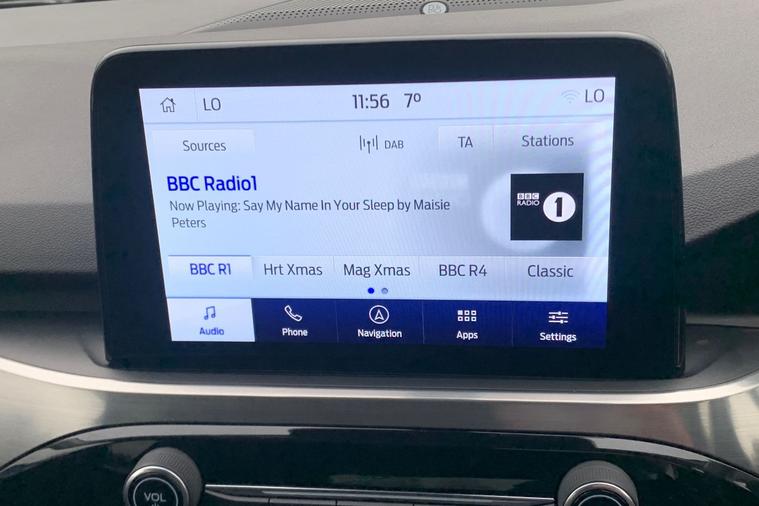 LO 11:56 7º LO
Sources DAB TA Stations
BBC Radio1
Now Playing: Say My Name In Your Sleep by Maisie
Peters
BBC
RADIO 1
BBC R1 Hrt Xmas Mag Xmas BBC R4 Classic
Audio Phone Navigation Apps Settings
VOL